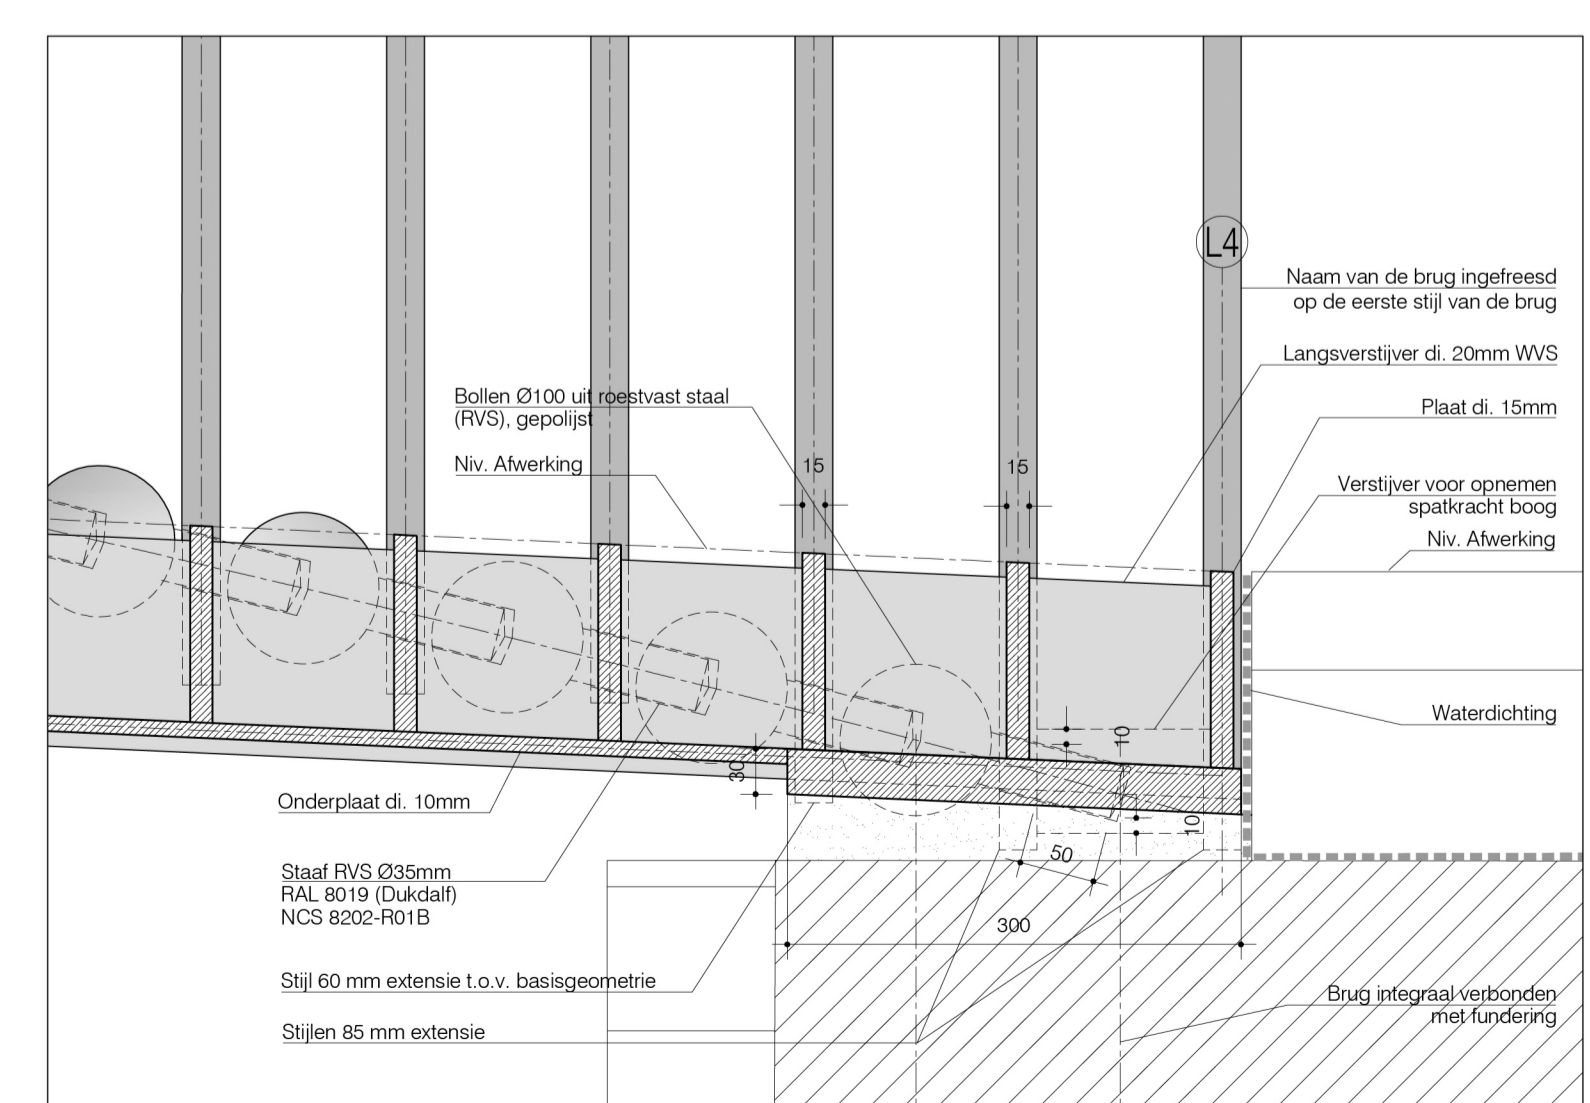 L4
Naam van de brug ingefreesd
op de eerste stijl van de brug
Langsverstijver di. 20mm WVS
Bollen Ø100 uit roestvast staal
(RVS), gepolijst
Plaat di. 15mm
Niv. Afwerking
15
15
Verstijver voor opnemen
spatkracht boog
Niv. Afwerking
Waterdichting
10
30
Onderplaat di. 10mm
10
50
Staaf RVS Ø35mm
RAL 8019 (Dukdalf)
NCS 8202-R01B
300
Stijl 60 mm extensie t.o.v. basisgeometrie
Brug integraal verbonden
met fundering
Stijlen 85 mm extensie